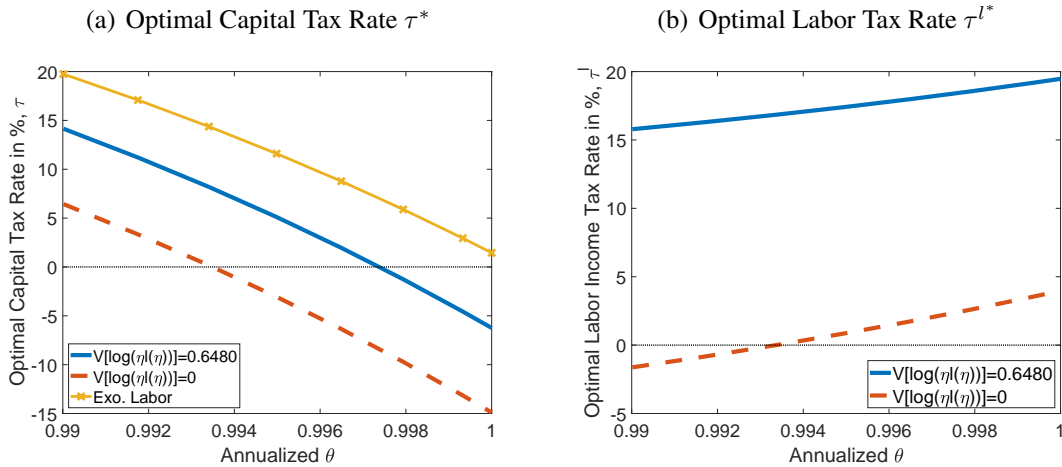 (a) Optimal Capital Tax Rate τ*
Optimal Capital Tax Rate in %, τ
20
15
10
5
0
-5
-10
-15
V[log(ηl(η))]=0.6480
V[log(ηl(η))]=0
Exo. Labor
0.99 0.992 0.994 0.996 0.998 1
Annualized θ
(b) Optimal Labor Tax Rate τ^l*
Optimal Labor Income Tax Rate in %, τ^l
20
15
10
5
0
-5
V[log(ηl(η))]=0.6480
V[log(ηl(η))]=0
0.99 0.992 0.994 0.996 0.998 1
Annualized θ